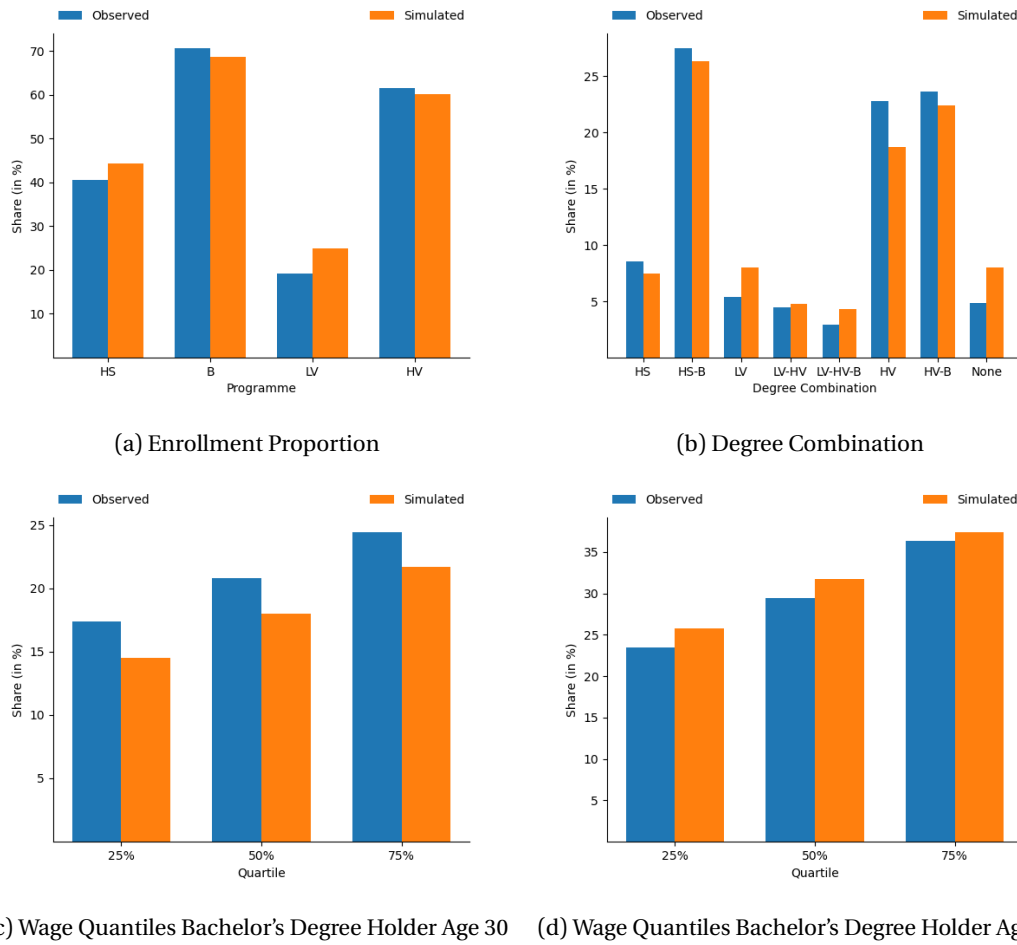 Observed Simulated
70
60
50
40
30
20
10
Share (in %)
HS B LV HV
Programme
(a) Enrollment Proportion
Observed Simulated
25
20
15
10
5
Share (in %)
HS HS-B LV LV-HV LV-HV-B HV HV-B None
Degree Combination
(b) Degree Combination
Observed Simulated
25
20
15
10
5
Share (in %)
25% 50% 75%
Quartile
) Wage Quantiles Bachelor's Degree Holder Age 30
Observed Simulated
35
30
25
20
15
10
5
Share (in %)
25% 50% 75%
Quartile
(d) Wage Quantiles Bachelor's Degree Holder